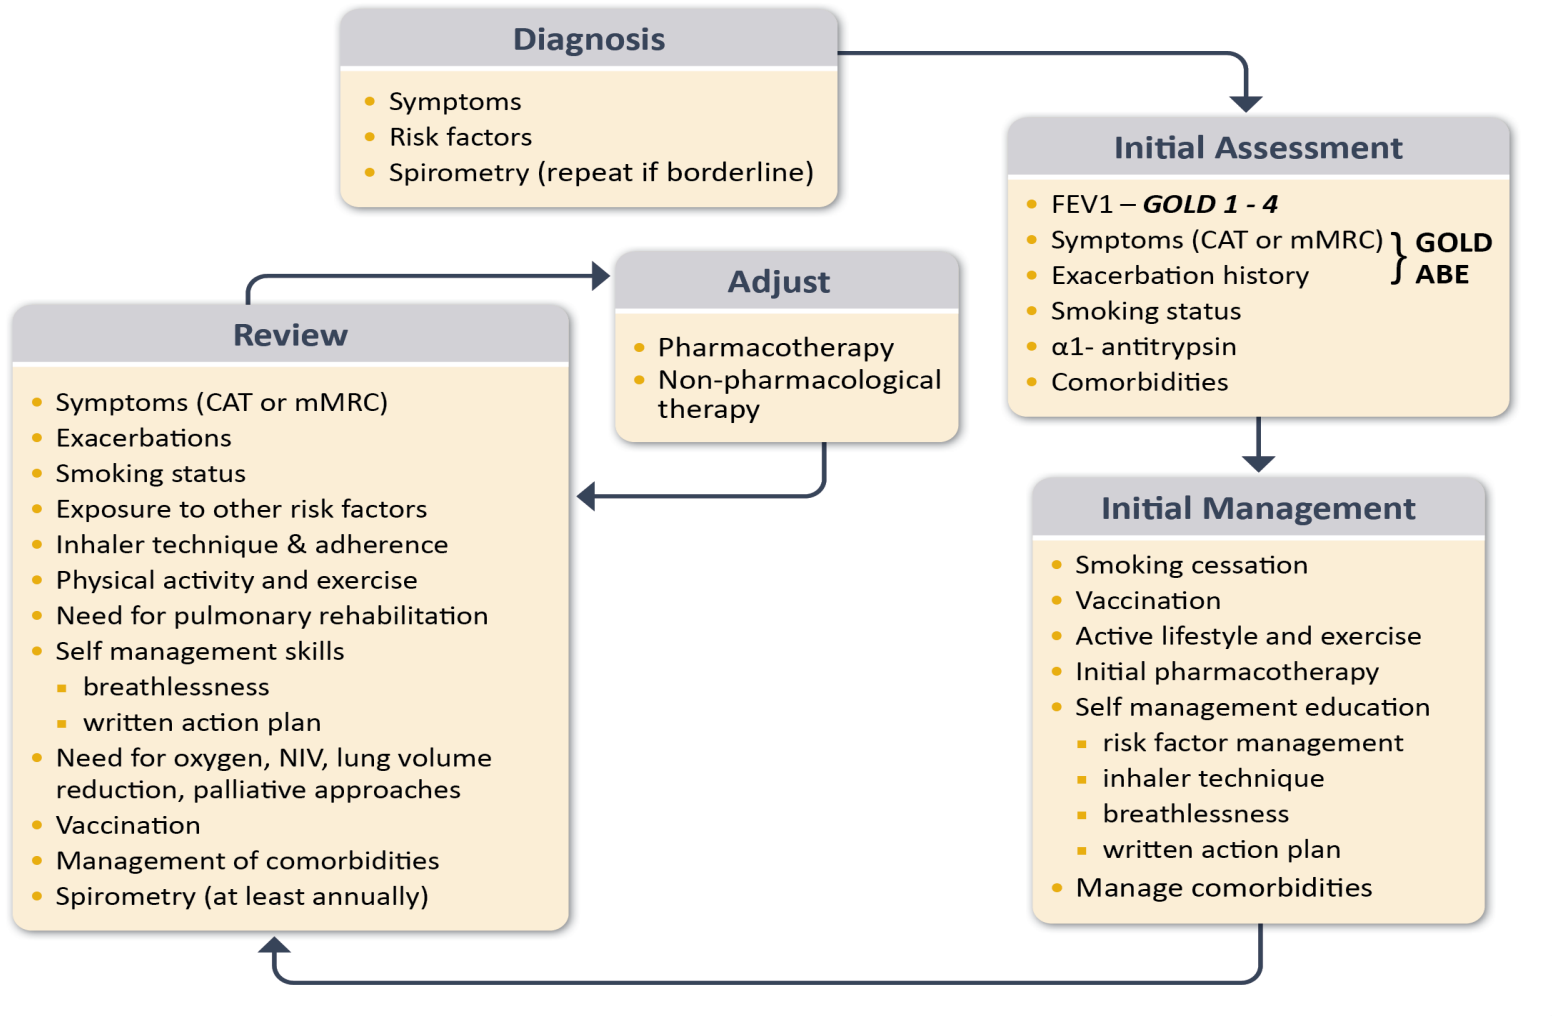 Diagnosis
• Symptoms
• Risk factors
• Spirometry (repeat if borderline)
Initial Assessment
• FEV1 – GOLD 1 - 4
• Symptoms (CAT or mMRC)
• Exacerbation history
} GOLD
ABE
• Smoking status
• α1- antitrypsin
• Comorbidities
Initial Management
• Smoking cessation
• Vaccination
• Active lifestyle and exercise
• Initial pharmacotherapy
• Self management education
▪ risk factor management
▪ inhaler technique
▪ breathlessness
▪ written action plan
• Manage comorbidities
Review
• Symptoms (CAT or mMRC)
• Exacerbations
• Smoking status
• Exposure to other risk factors
• Inhaler technique & adherence
• Physical activity and exercise
• Need for pulmonary rehabilitation
• Self management skills
▪ breathlessness
▪ written action plan
• Need for oxygen, NIV, lung volume
reduction, palliative approaches
• Vaccination
• Management of comorbidities
• Spirometry (at least annually)
Adjust
• Pharmacotherapy
• Non-pharmacological
therapy